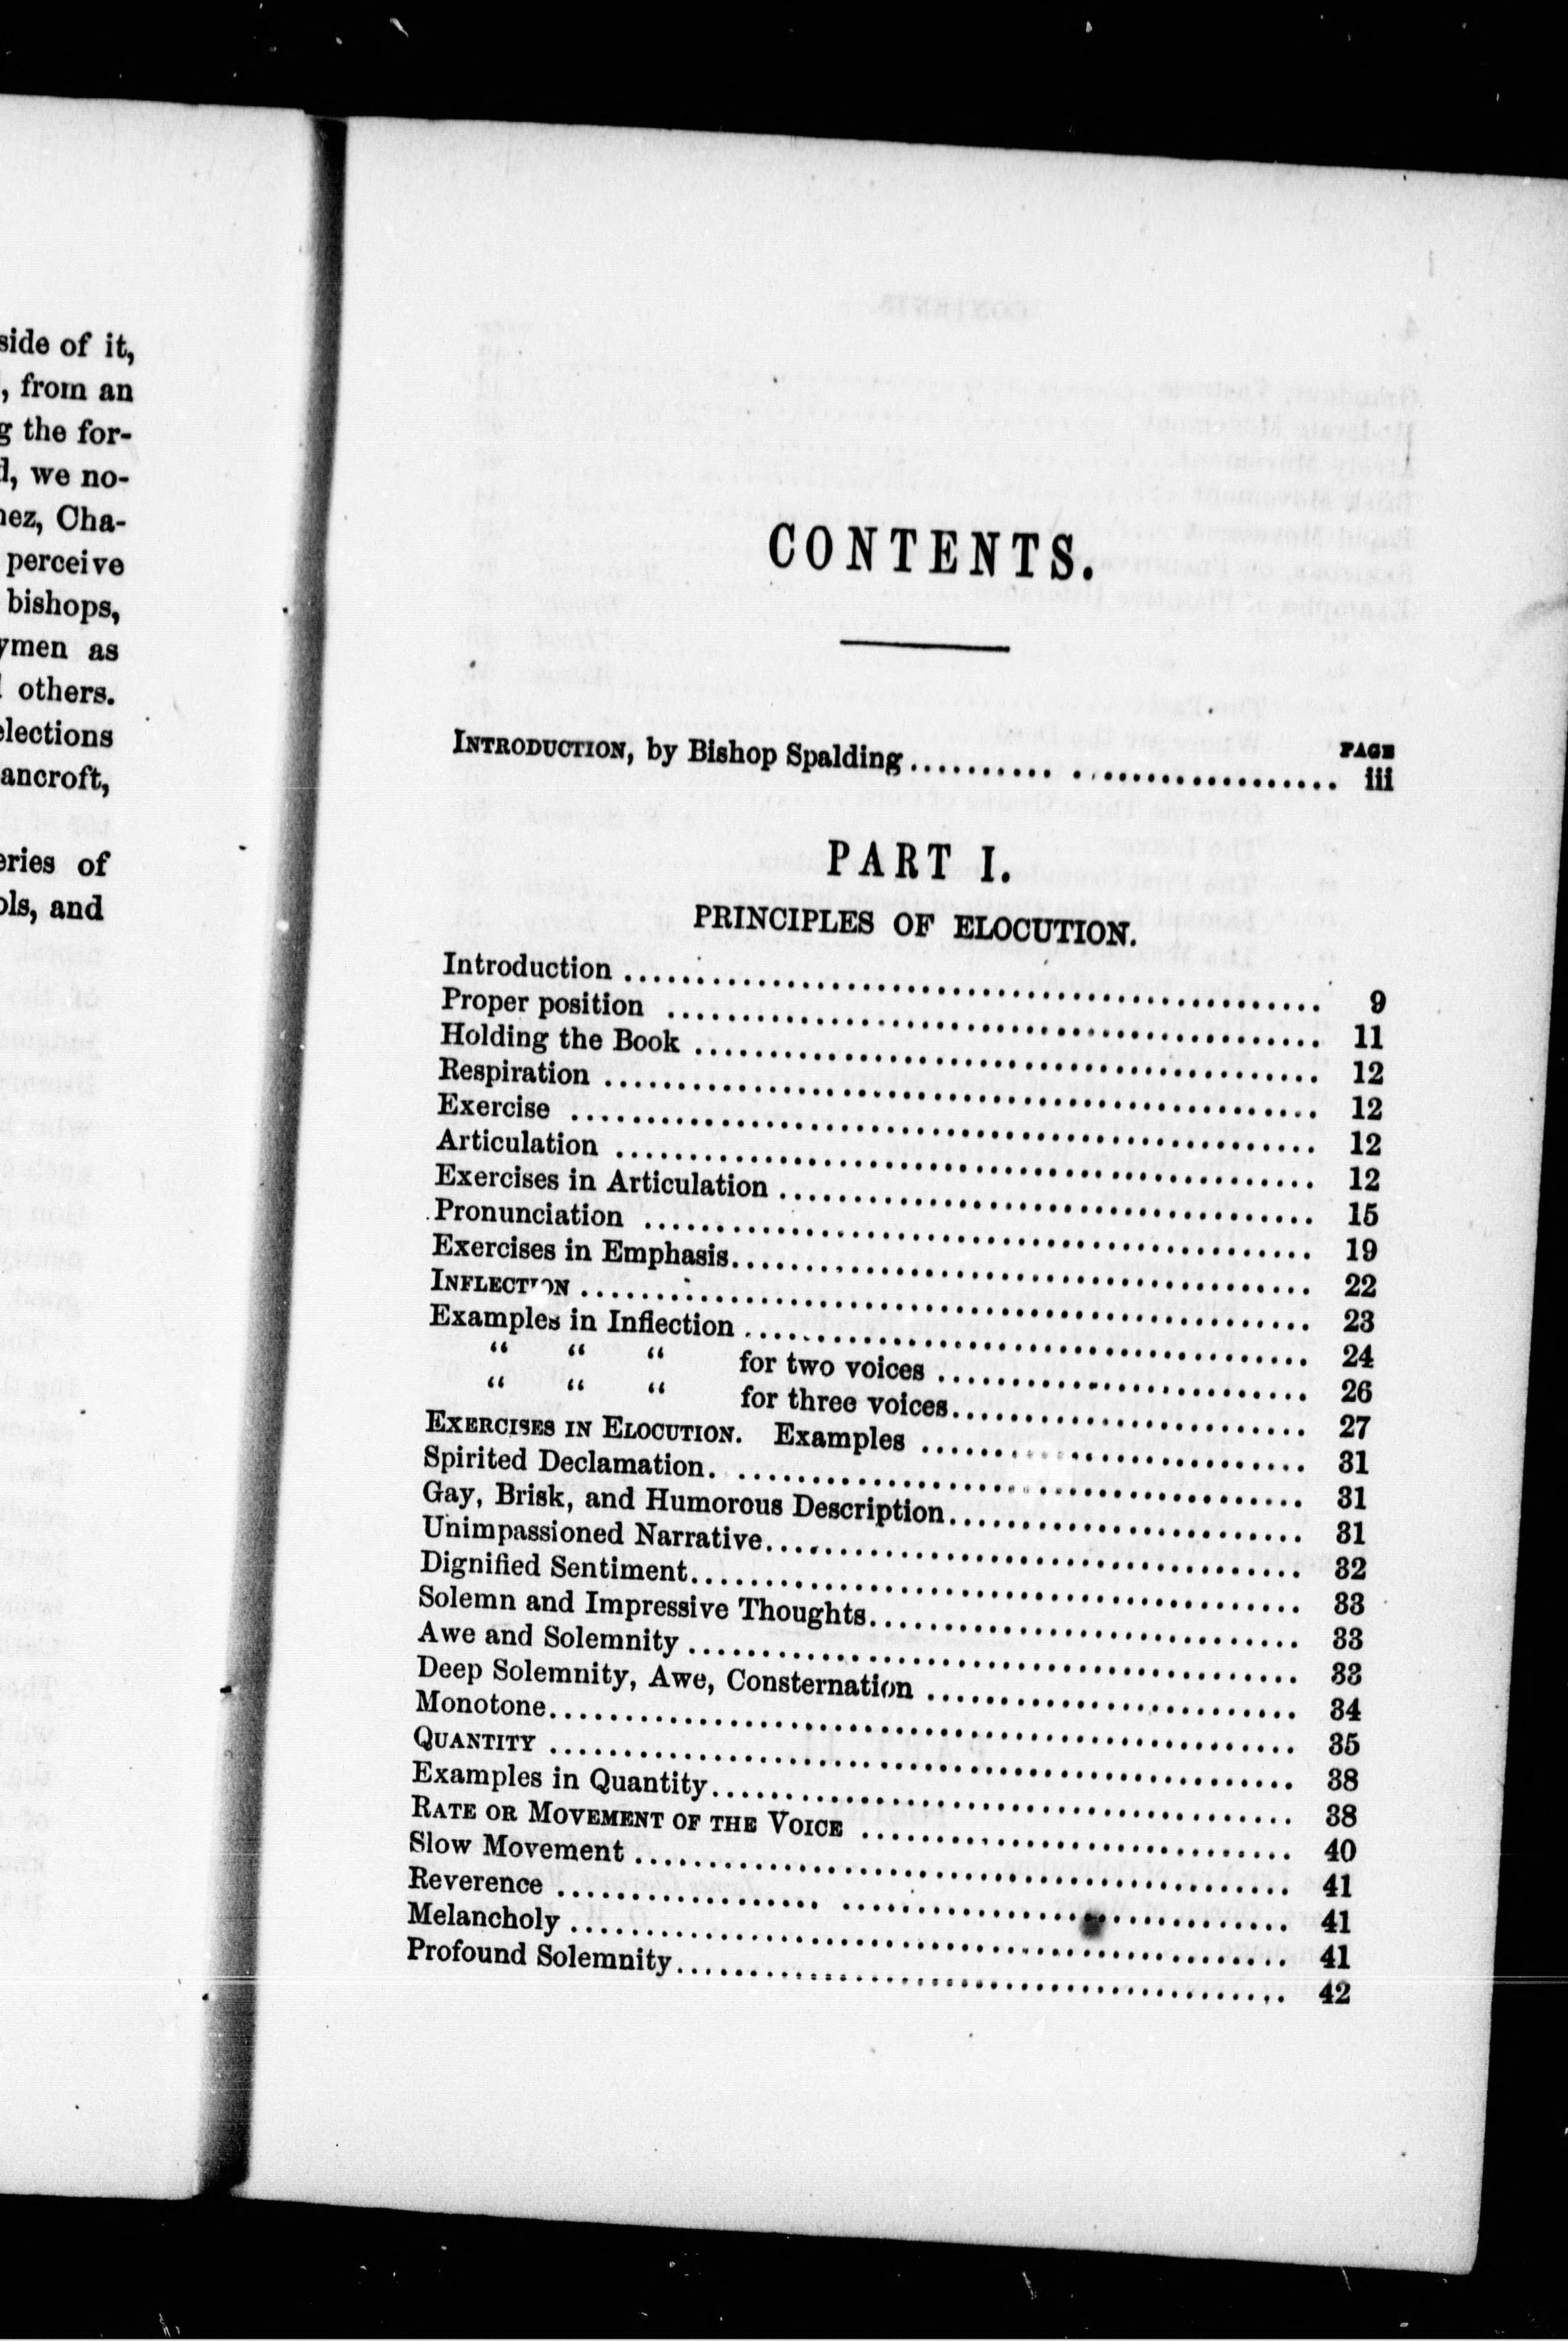 side of it,
, from an
g the for-
d, we no-
nez, Cha-
perceive
bishops,
ymen as
others.
elections
ancroft,
eries of
ols, and
CONTENTS.
PAGE
INTRODUCTION, by Bishop Spalding.......... .................. iii
PART I.
PRINCIPLES OF ELOCUTION.
Introduction ................................................ 9
Proper position ............................................. 11
Holding the Book ............................................ 12
Respiration ................................................. 12
Exercise .................................................... 12
Articulation ................................................ 12
Exercises in Articulation ................................... 15
Pronunciation ............................................... 19
Exercises in Emphasis........................................ 22
INFLECTION .................................................. 23
Examples in Inflection ...................................... 24
“ “ “ for two voices ......................... 26
“ “ “ for three voices........................ 27
EXERCISES IN ELOCUTION. Examples .......................... 31
Spirited Declamation. ....................................... 31
Gay, Brisk, and Humorous Description......................... 31
Unimpassioned Narrative...................................... 32
Dignified Sentiment.......................................... 33
Solemn and Impressive Thoughts............................... 33
Awe and Solemnity ........................................... 33
Deep Solemnity, Awe, Consternation .......................... 34
Monotone..................................................... 35
QUANTITY .................................................... 38
Examples in Quantity......................................... 38
RATE OR MOVEMENT OF THE VOICE ............................... 40
Slow Movement ............................................... 41
Reverence .................. ................................ 41
Melancholy .................................................. 41
Profound Solemnity........................................... 42